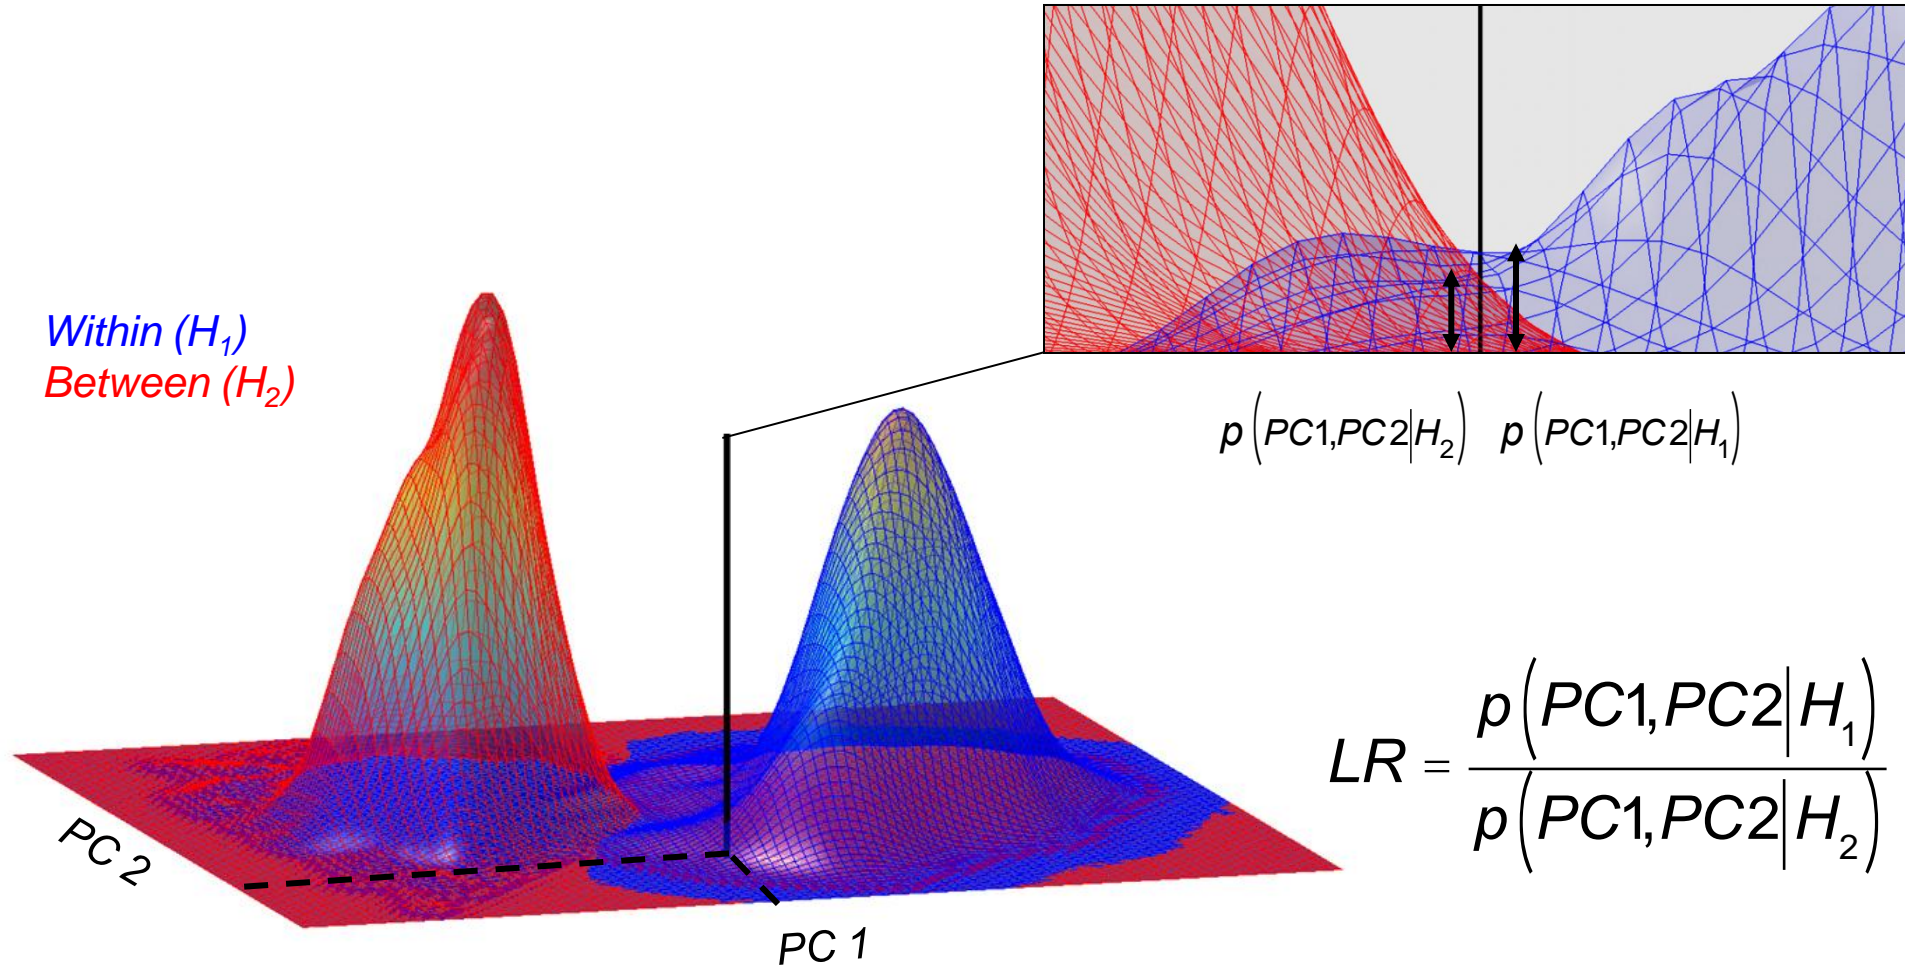 Within (H₁)
Between (H₂)
p(PC1,PC2|H₂) p(PC1,PC2|H₁)
LR = p(PC1,PC2|H₁)
p(PC1,PC2|H₂)
PC 2
PC 1